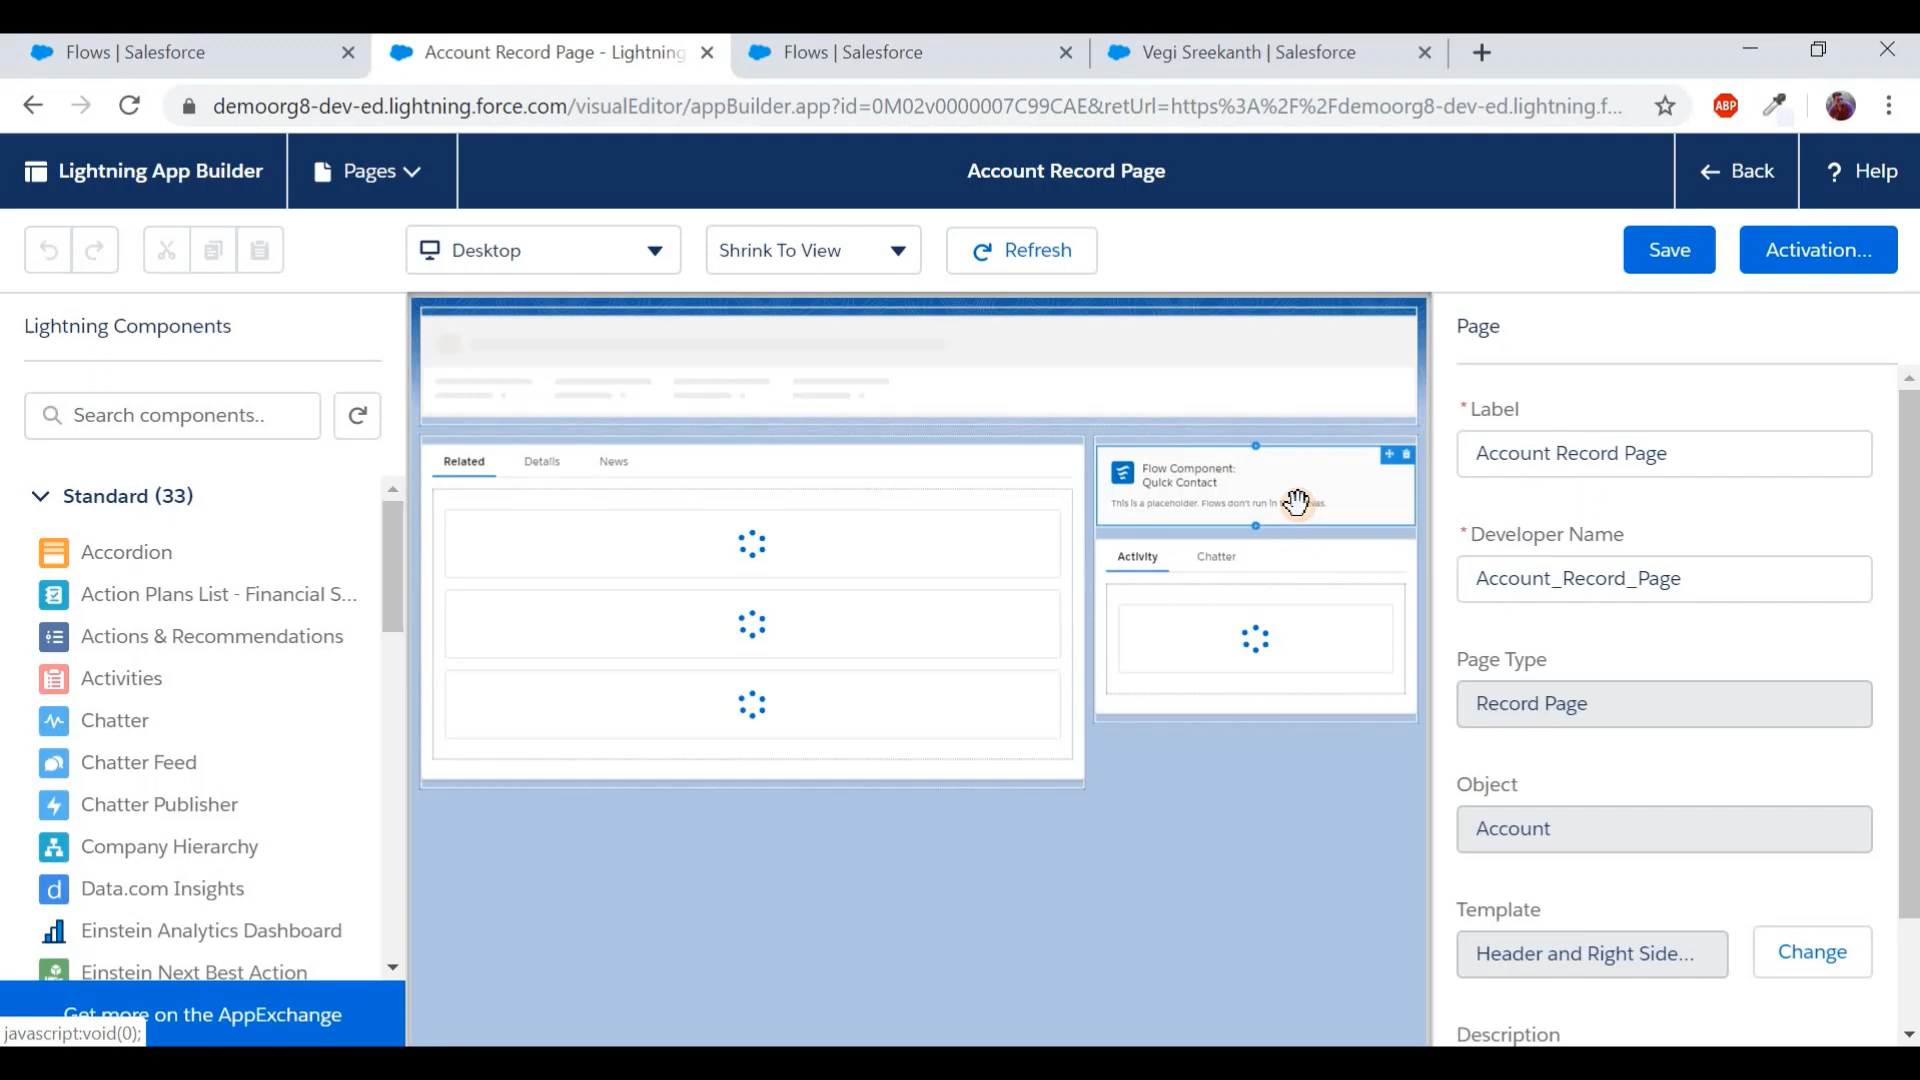 Flows | Salesforce
Account Record Page - Lightning
Flows | Salesforce
Vegi Sreekanth | Salesforce
demoorg8-dev-ed.lightning.force.com/visualEditor/appBuilder.app?id=0M02v0000007C99CAE&retUrl=https%3A%2F%2Fdemoorg8-dev-ed.lightning.f...
ABP
Lightning App Builder
Pages
Account Record Page
Back
? Help
Desktop
Shrink To View
Refresh
Save
Activation...
Lightning Components
Search components..
Standard (33)
Accordion
Action Plans List - Financial S...
Actions & Recommendations
Activities
Chatter
Chatter Feed
Chatter Publisher
Company Hierarchy
d Data.com Insights
Einstein Analytics Dashboard
Einstein Next Best Action
Get more on the AppExchange
javascript:void(0);
Related Details News
Flow Component:
Quick Contact
This is a placeholder. Flows don't run in
Activity Chatter
Page
* Label
Account Record Page
* Developer Name
Account_Record_Page
Page Type
Record Page
Object
Account
Template
Header and Right Side...
Change
Description